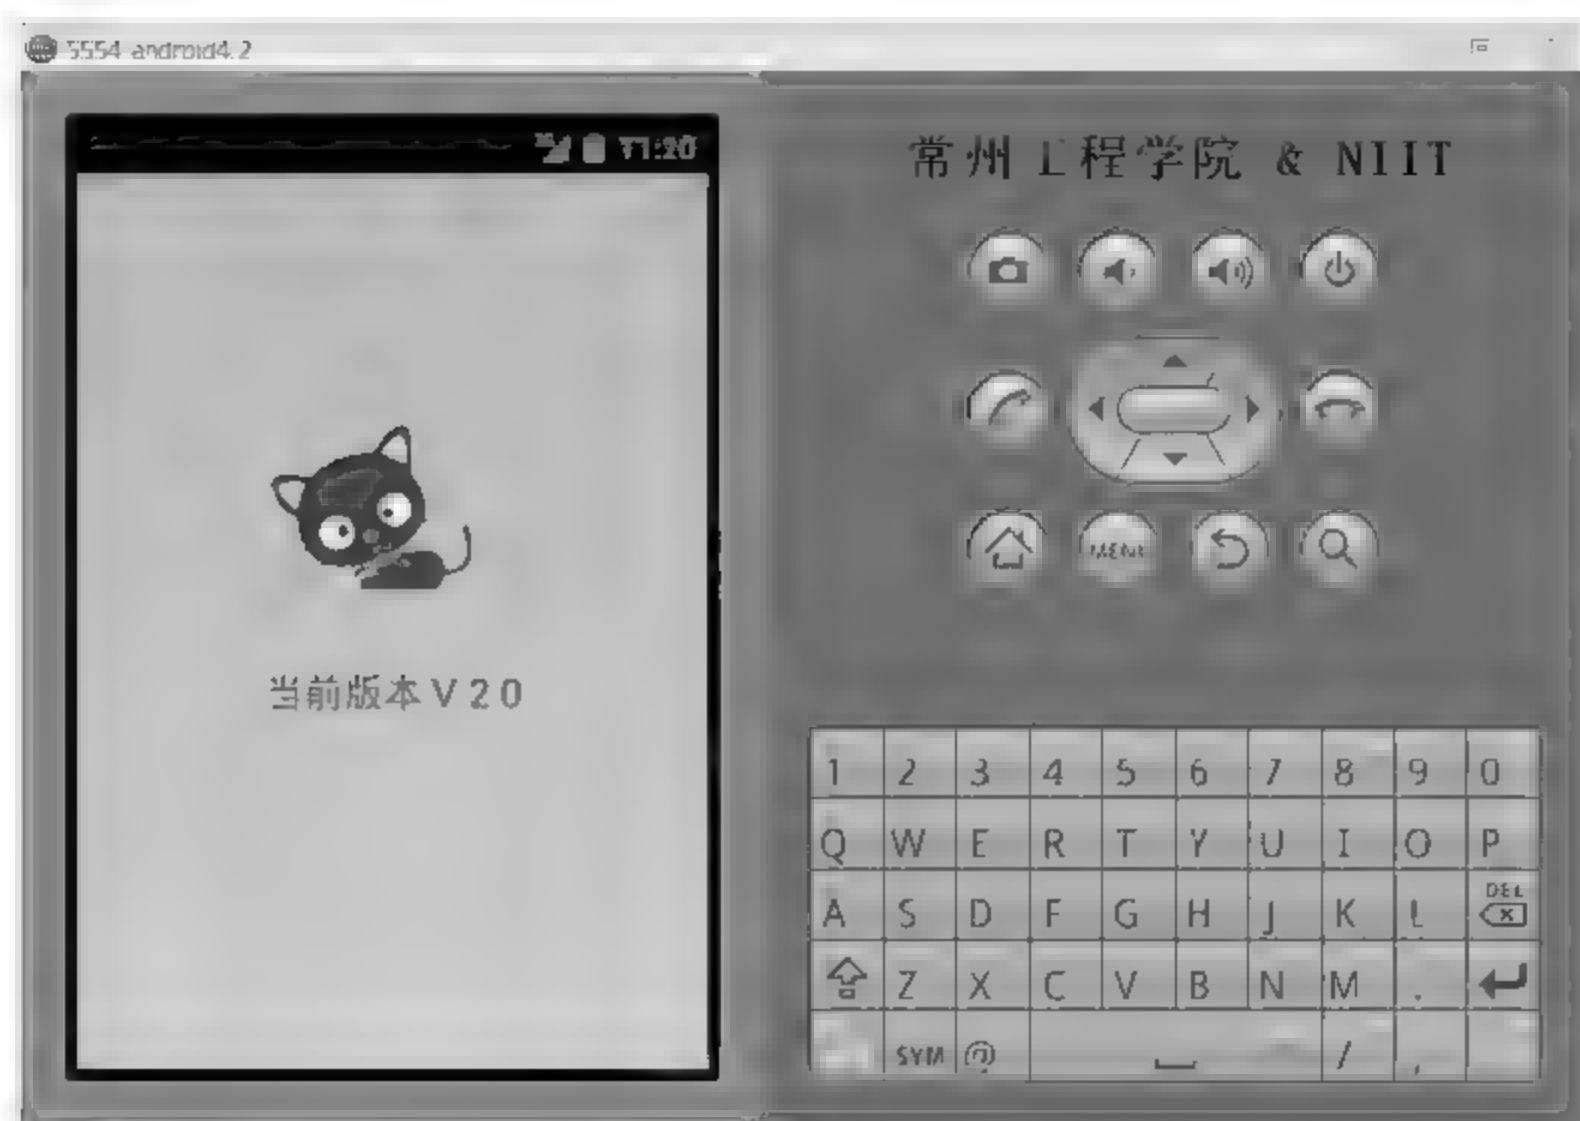 5554 android4.2
11:20
常州工程学院 & NIIT
MENU
当前版本V20
1 2 3 4 5 6 7 8 9 0
Q W E R T Y U I O P
A S D F G H J K L DEL
Z X C V B N M .
SYM @ / ,